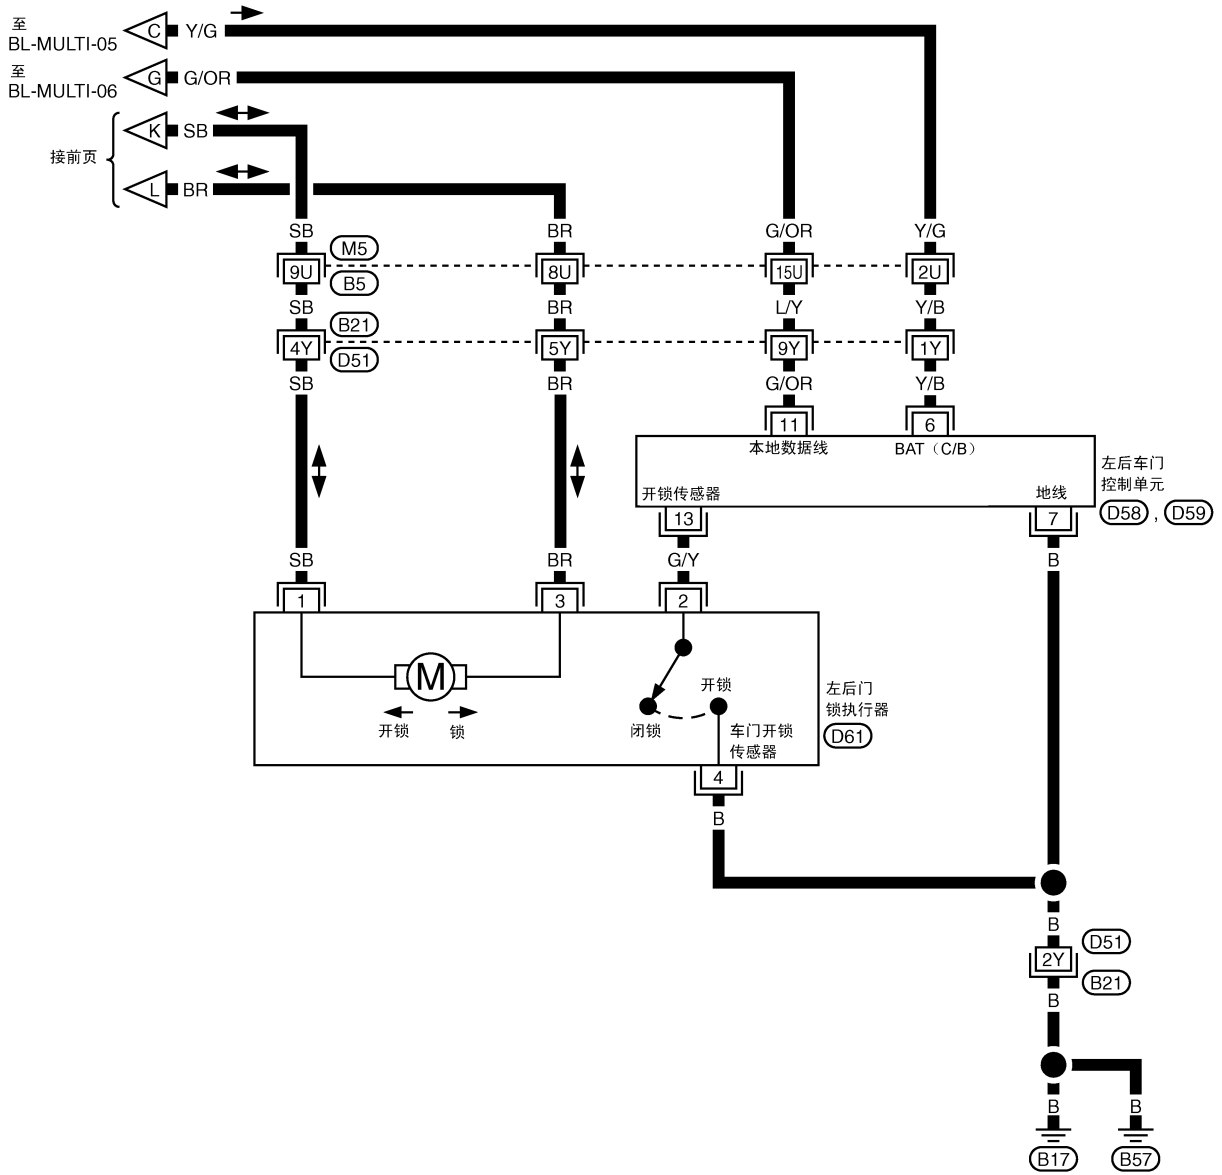 至
BL-MULTI-05
C
Y/G
至
BL-MULTI-06
G
G/OR
接前页
K
SB
L
BR
SB
BR
G/OR
Y/G
M5
9U
8U
15U
2U
B5
SB
BR
L/Y
Y/B
B21
4Y
5Y
9Y
1Y
D51
SB
BR
G/OR
Y/B
11
6
本地数据线
BAT（C/B）
左后车门
控制单元
D58 , D59
开锁传感器
地线
13
7
SB
BR
G/Y
B
1
3
2
M
开锁
锁
闭锁
开锁
车门开锁
传感器
左后门
锁执行器
D61
4
B
B
D51
2Y
B21
B
B
B
B17
B57